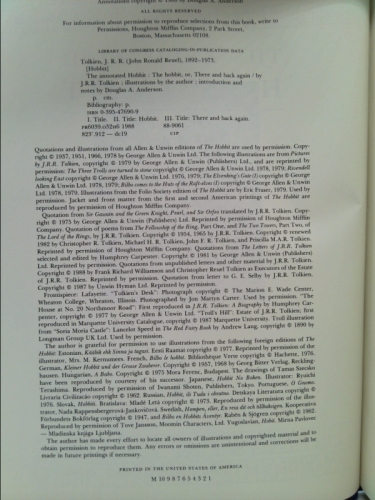 Annotations copyright © 1988 by Douglas A. Anderson
ALL RIGHTS RESERVED
For information about permission to reproduce selections from this book, write to
Permissions, Houghton Mifflin Company, 2 Park Street,
Boston, Massachusetts 02108.
LIBRARY OF CONGRESS CATALOGING-IN-PUBLICATION DATA
Tolkien, J. R. R. (John Ronald Reuel), 1892–1973.
[Hobbit]
The annotated Hobbit : The hobbit, or, There and back again / by
J.R.R. Tolkien ; illustrations by the author ; introduction and
notes by Douglas A. Anderson.
p. cm.
Bibliography: p.
ISBN 0-395-47690-9
I. Title. II. Title: Hobbit. III. Title: There and back again.
PR6039.O32H6 1988 88-9061
823'.912 — dc19 CIP
Quotations and illustrations from all Allen & Unwin editions of The Hobbit are used by permission. Copy-
right © 1937, 1951, 1966, 1978 by George Allen & Unwin Ltd. The following illustrations are from Pictures
by J.R.R. Tolkien, copyright © 1979 by George Allen & Unwin (Publishers) Ltd., and are reprinted by
permission: The Three Trolls are turned to stone copyright © George Allen & Unwin Ltd. 1978, 1979; Rivendell
looking East copyright © George Allen & Unwin Ltd. 1976, 1979; The Elvenking's Gate (I) copyright © George
Allen & Unwin Ltd. 1978, 1979; Bilbo comes to the Huts of the Raft-elves (I) copyright © George Allen & Unwin
Ltd. 1978, 1979. Illustrations from the Folio Society edition of The Hobbit are by Eric Fraser, 1979. Used by
permission. Jacket and front matter from the first and second American printings of The Hobbit are
reproduced by permission of Houghton Mifflin Company.
Quotation from Sir Gawain and the Green Knight, Pearl, and Sir Orfeo translated by J.R.R. Tolkien. Copy-
right © 1975 by George Allen & Unwin (Publishers) Ltd. Reprinted by permission of Houghton Mifflin
Company. Quotation of poems from The Fellowship of the Ring, Part One, and The Two Towers, Part Two, of
The Lord of the Rings, by J.R.R. Tolkien. Copyright © 1954, 1965 by J.R.R. Tolkien. Copyright © renewed
1982 by Christopher R. Tolkien, Michael H. R. Tolkien, John F. R. Tolkien, and Priscilla M.A.R. Tolkien.
Reprinted by permission of Houghton Mifflin Company. Quotations from The Letters of J.R.R. Tolkien
selected and edited by Humphrey Carpenter. Copyright © 1981 by George Allen & Unwin (Publishers)
Ltd. Reprinted by permission. Quotations from unpublished letters and other material by J.R.R. Tolkien.
Copyright © 1988 by Frank Richard Williamson and Christopher Reuel Tolkien as Executors of the Estate
of J.R.R. Tolkien. Reprinted by permission. Quotation from letter to G. E. Selby by J.R.R. Tolkien.
Copyright © 1987 by Unwin Hyman Ltd. Reprinted by permission.
Frontispiece: Lafayette. "Tolkien's Desk". Photograph copyright © The Marion E. Wade Center,
Wheaton College, Wheaton, Illinois. Photographed by Jon Marryn Castor. Used by permission. "The
House at No. 20 Northmoor Road": First reproduced in J.R.R. Tolkien: A Biography by Humphrey Car-
penter, copyright © 1977 by George Allen & Unwin Ltd. "Troll's Hill": Estate of J.R.R. Tolkien; first
reproduced in Marquette University Catalogue, copyright © 1987 Marquette University. Troll illustration
from "Soria Moria Castle": Lancelot Speed in The Red Fairy Book by Andrew Lang, copyright © 1890 by
Longman Group UK Ltd. Used by permission.
The author is grateful for permission to use illustrations from the following foreign editions of The
Hobbit: Estonian, Kääbik ehk Sinna ja tagasi. Eesti Raamat copyright © 1977. Reprinted by permission of the
illustrator, Mrs. M. Kernumees. French, Bilbo le hobbit. Bibliothèque Verte copyright © Hachette, 1976.
German, Kleiner Hobbit und der Grosse Zauberer. Copyright © 1957, 1968 by Georg Bitter Verlag, Reckling-
hausen. Hungarian, A Babó. Copyright © 1975 Mora Ferenc, Budapest. The drawings of Tamas Szecskó
have been reproduced by courtesy of his successor. Japanese, Hobbit No Boken. Illustrator: Ryuichi
Terashima. Reproduced by permission of Iwanami Shoten, Publishers, Tokyo. Portuguese, O Gnomo
Livraria Civilização copyright © 1962. Russian, Hobbit, ili Tuda i obratno. Detskaya Literatura copyright ©
1976. Slovak, Hobbit. Bratislava: Mladé Letá copyright © 1973. Reproduced by permission of the illus-
trator, Nada Rappensbergerová-Jankovičová. Swedish, Hompen, eller, En resa dit och tillbakagen. Kooperativa
Förbundets Bokförlag copyright © 1947, and Bilbo en Hobbits Äventyr. Rabén & Sjögren copyright © 1962.
Reproduced by permission of Tove Jansson, Moomin Characters, Ltd. Yugoslavian, Hobit. Mirna Pavlovec
— Mladinska knjiga Ljubljana.
The author has made every effort to locate all owners of illustrations and copyrighted material and to
obtain permission to reproduce them. Any errors or omissions are unintentional and corrections will be
made in future printings if necessary.
PRINTED IN THE UNITED STATES OF AMERICA
M 10 9 8 7 6 5 4 3 2 1